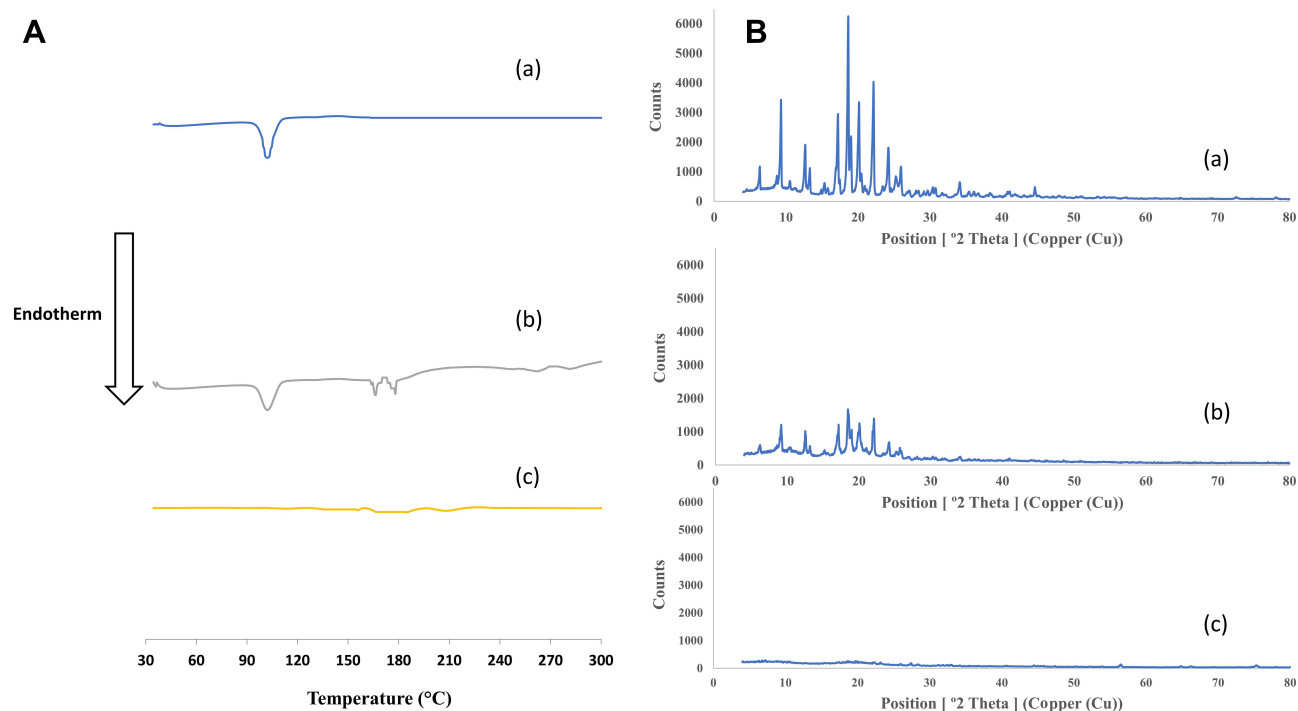 A
(a)
Endotherm
(b)
(c)
30 60 90 120 150 180 210 240 270 300
Temperature (°C)
B
6000
5000
4000
3000
2000
1000
0
Counts
(a)
0 10 20 30 40 50 60 70 80
Position [ °2 Theta ] (Copper (Cu))
6000
5000
4000
3000
2000
1000
0
Counts
(b)
0 10 20 30 40 50 60 70 80
Position [ °2 Theta ] (Copper (Cu))
6000
5000
4000
3000
2000
1000
0
Counts
(c)
0 10 20 30 40 50 60 70 80
Position [ °2 Theta ] (Copper (Cu))